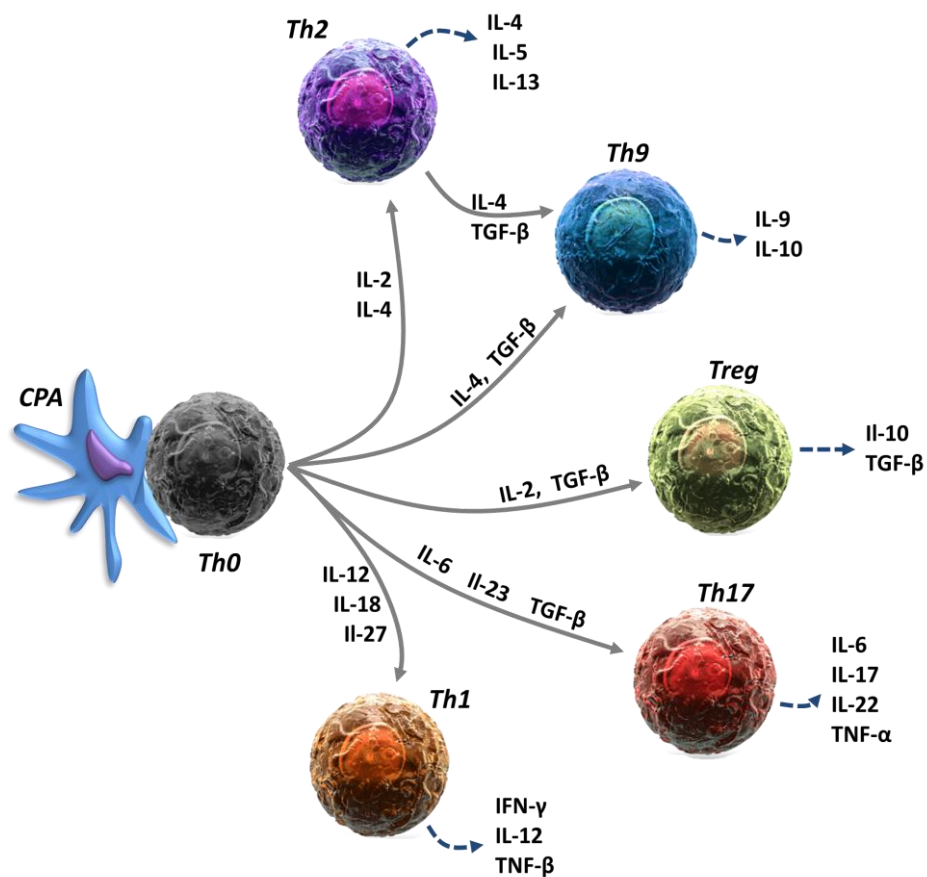 Th2
IL-4
IL-5
IL-13
Th9
IL-4
TGF-β
IL-9
IL-10
IL-2
IL-4
IL-4, TGF-β
CPA
Treg
Il-10
TGF-β
IL-2, TGF-β
Th0
IL-12
IL-18
Il-27
IL-6 Il-23 TGF-β
Th17
IL-6
IL-17
IL-22
TNF-α
Th1
IFN-γ
IL-12
TNF-β